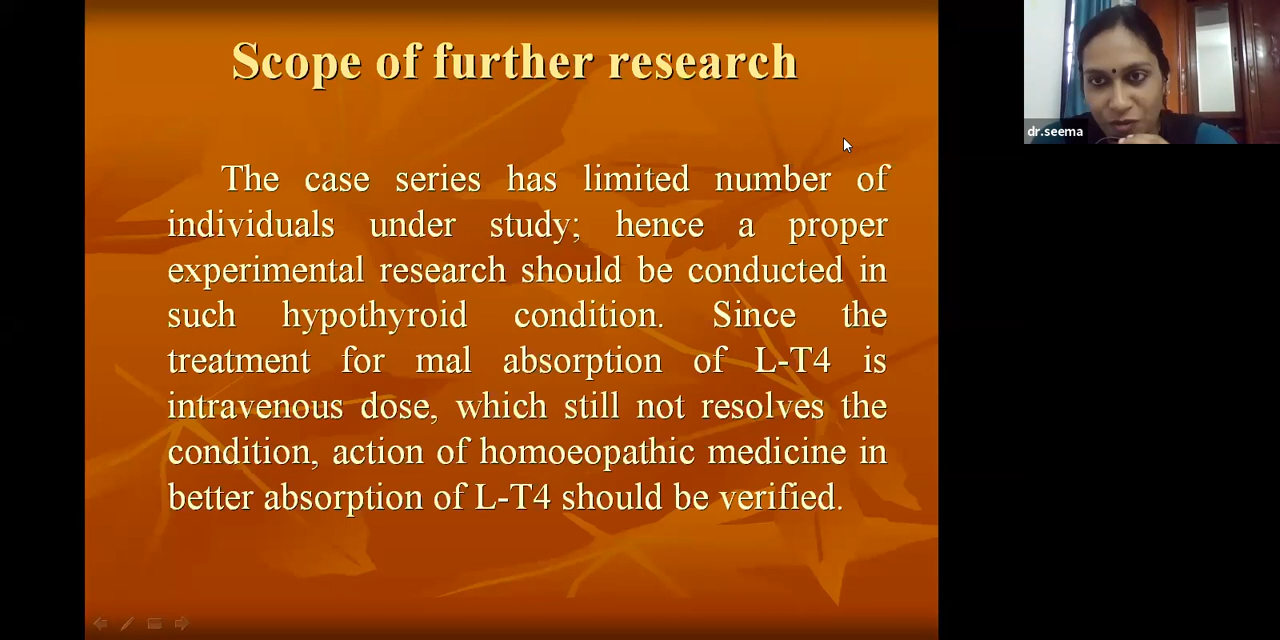 Scope of further research
The case series has limited number of
individuals under study; hence a proper
experimental research should be conducted in
such hypothyroid condition. Since the
treatment for mal absorption of L-T4 is
intravenous dose, which still not resolves the
condition, action of homoeopathic medicine in
better absorption of L-T4 should be verified.
dr.seema